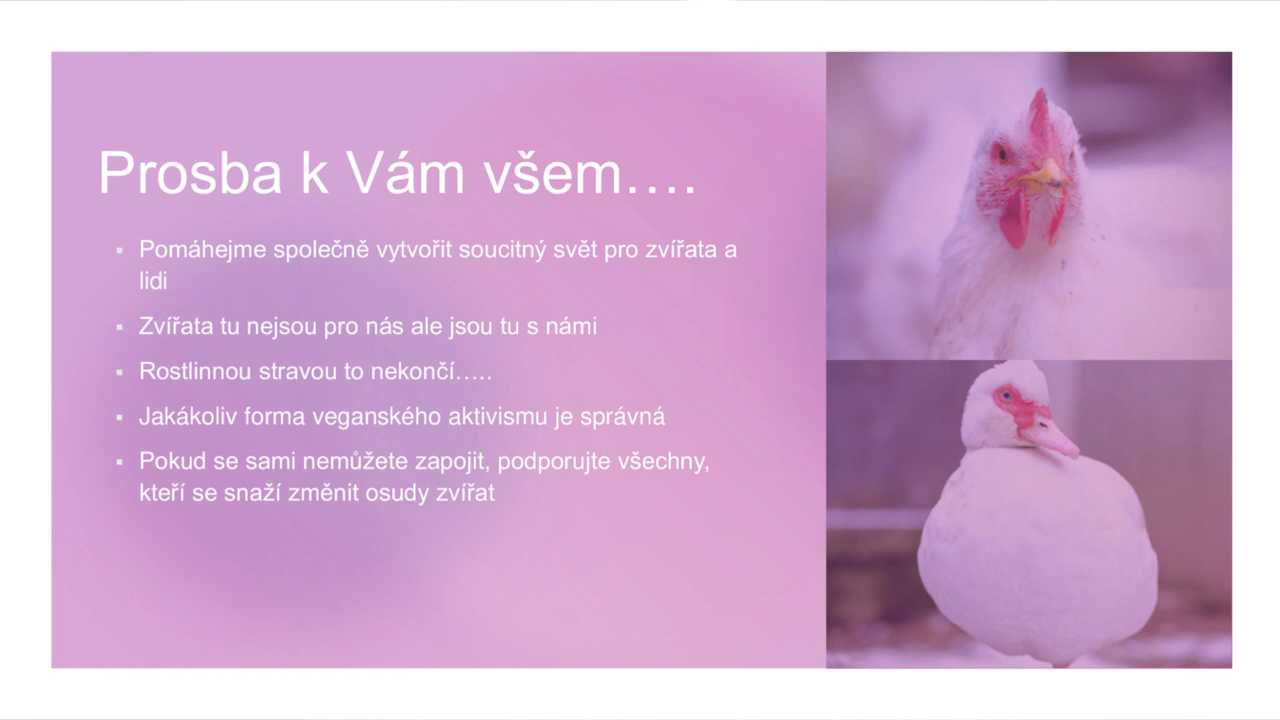 Prosba k Vám všem….
▪ Pomáhejme společně vytvořit soucitný svět pro zvířata a
lidi
▪ Zvířata tu nejsou pro nás ale jsou tu s námi
▪ Rostlinnou stravou to nekončí…..
▪ Jakákoliv forma veganského aktivismu je správná
▪ Pokud se sami nemůžete zapojit, podporujte všechny,
kteří se snaží změnit osudy zvířat